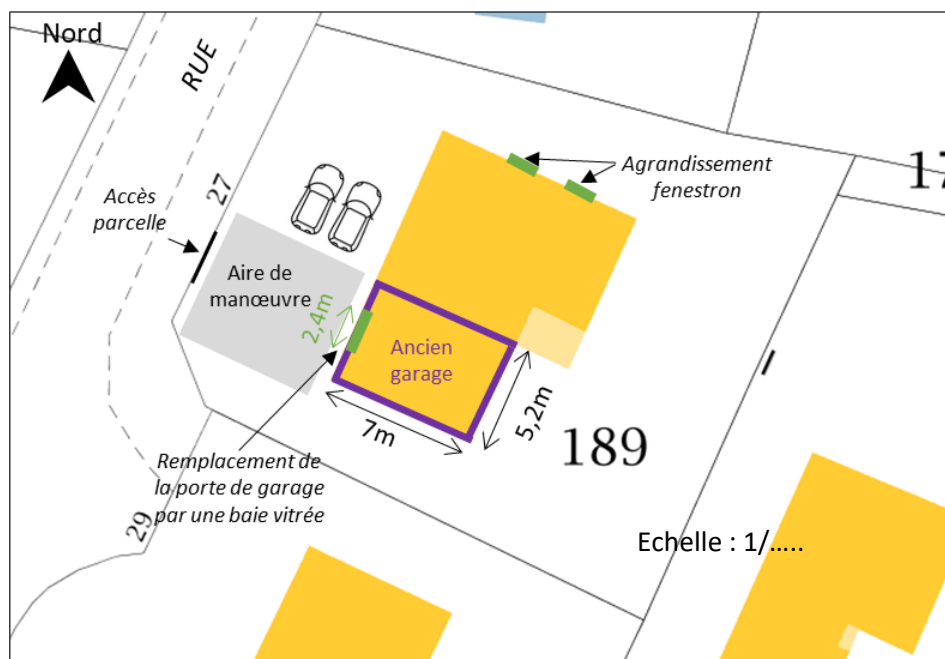 Nord
RUE
27
Accès
parcelle
Aire de
manœuvre
2,4m
Agrandissement
fenestron
17
Ancien
garage
7m
5,2m
189
Remplacement de
la porte de garage
par une baie vitrée
29
Echelle : 1/…..